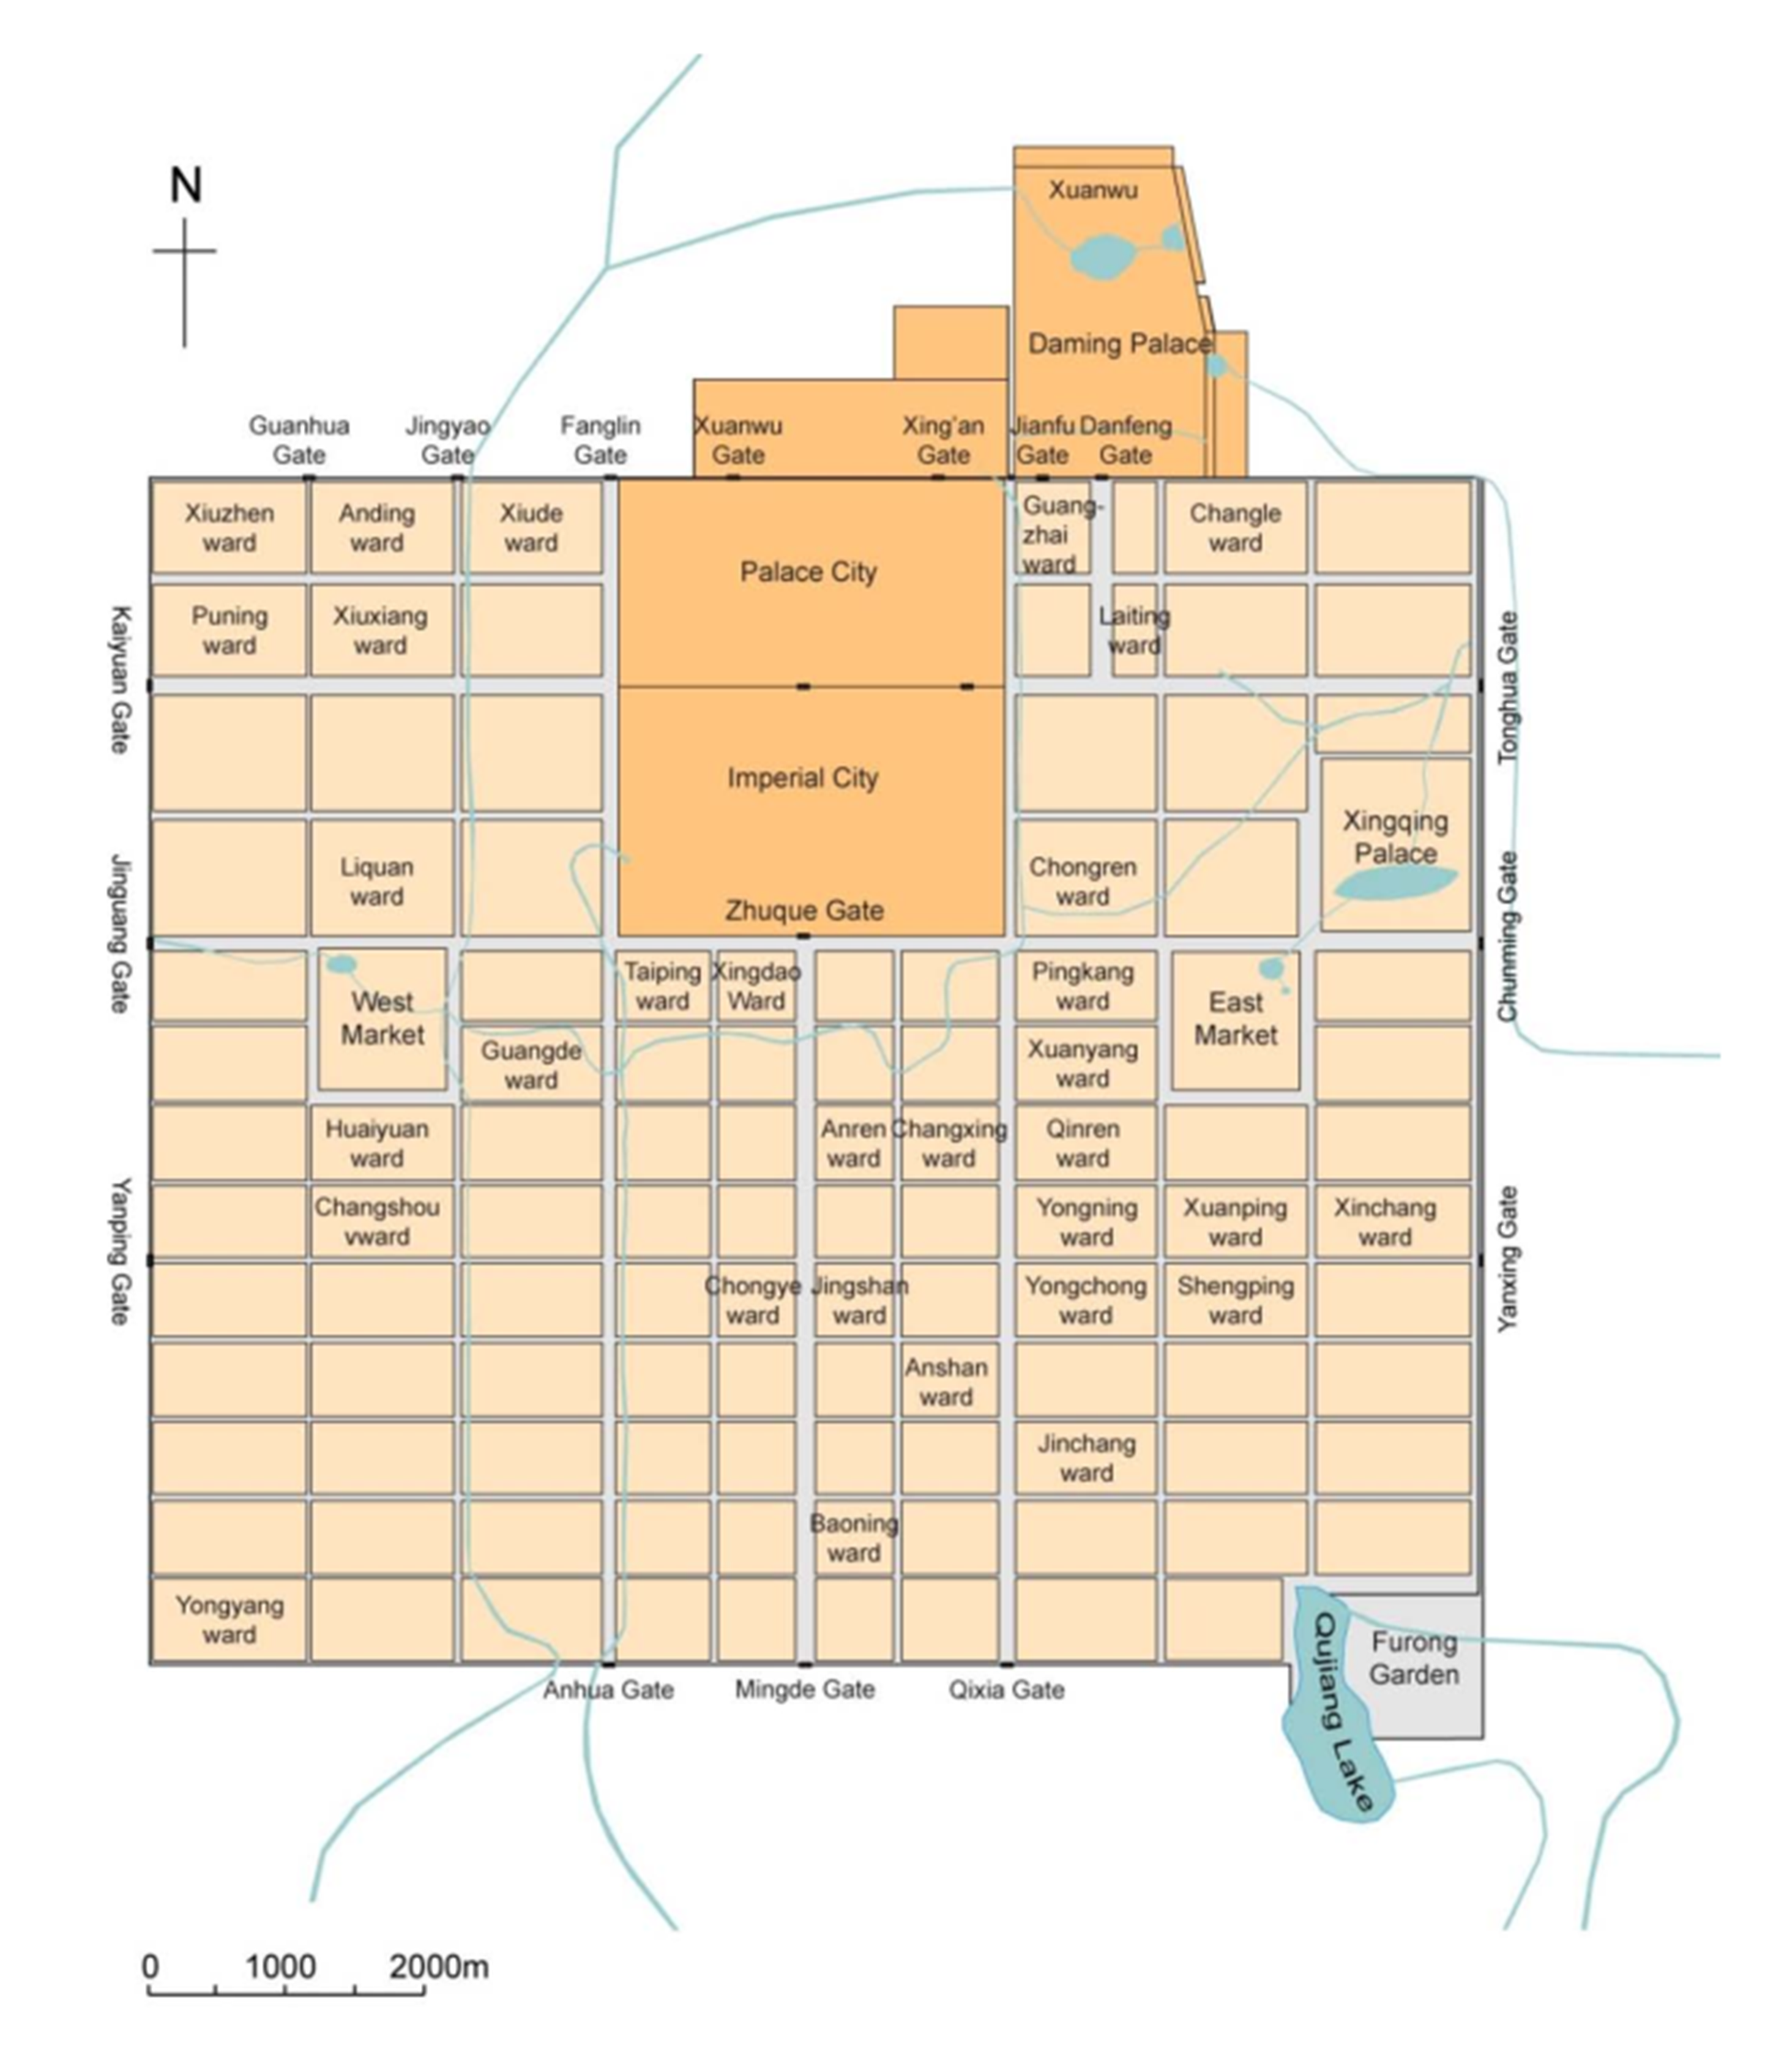 N
Xuanwu
Daming Palace
Guanhua
Gate
Jingyao
Gate
Fanglin
Gate
Xuanwu
Gate
Xing'an
Gate
Jianfu
Gate
Danfeng
Gate
Xiuzhen
ward
Anding
ward
Xiude
ward
Palace City
Guang-
zhai
ward
Changle
ward
Puning
ward
Xiuxiang
ward
Laiting
ward
Kaiyuan Gate
Tonghua Gate
Imperial City
Xingqing
Palace
Liquan
ward
Zhuque Gate
Chongren
ward
Jinguang Gate
Chunming Gate
West
Market
Taiping
ward
Xingdao
Ward
Pingkang
ward
East
Market
Guangde
ward
Xuanyang
ward
Huaiyuan
ward
Anren
ward
Changxing
ward
Qinren
ward
Changshou
vward
Yongning
ward
Xuanping
ward
Xinchang
ward
Yanping Gate
Yanxing Gate
Chongye
ward
Jingshan
ward
Yongchong
ward
Shengping
ward
Anshan
ward
Jinchang
ward
Baoning
ward
Yongyang
ward
Qujiang Lake
Furong
Garden
Anhua Gate
Mingde Gate
Qixia Gate
0 1000 2000m